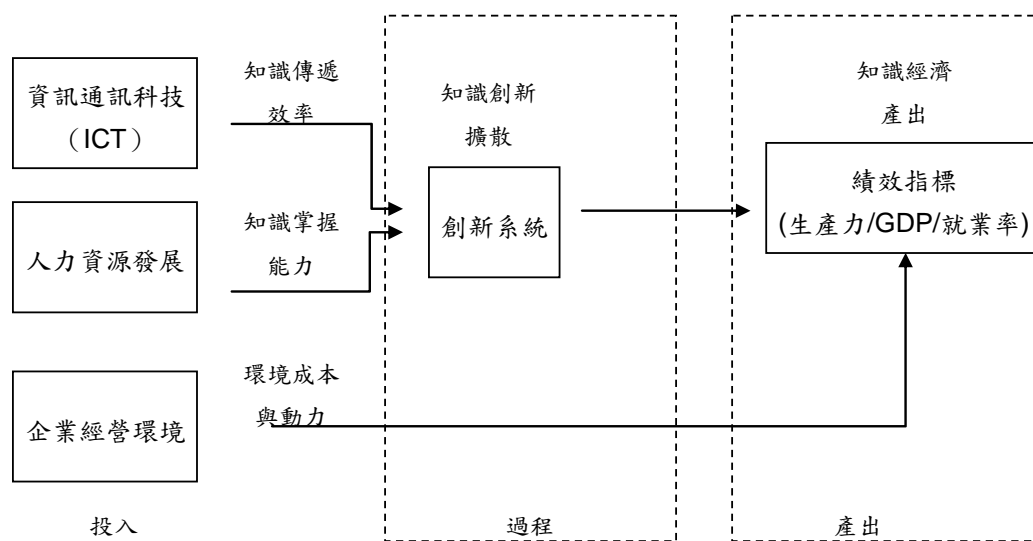 資訊通訊科技
（ICT）
知識傳遞
效率
知識創新
擴散
知識經濟
產出
人力資源發展
知識掌握
能力
創新系統
績效指標
(生產力/GDP/就業率)
企業經營環境
環境成本
與動力
投入
過程
產出